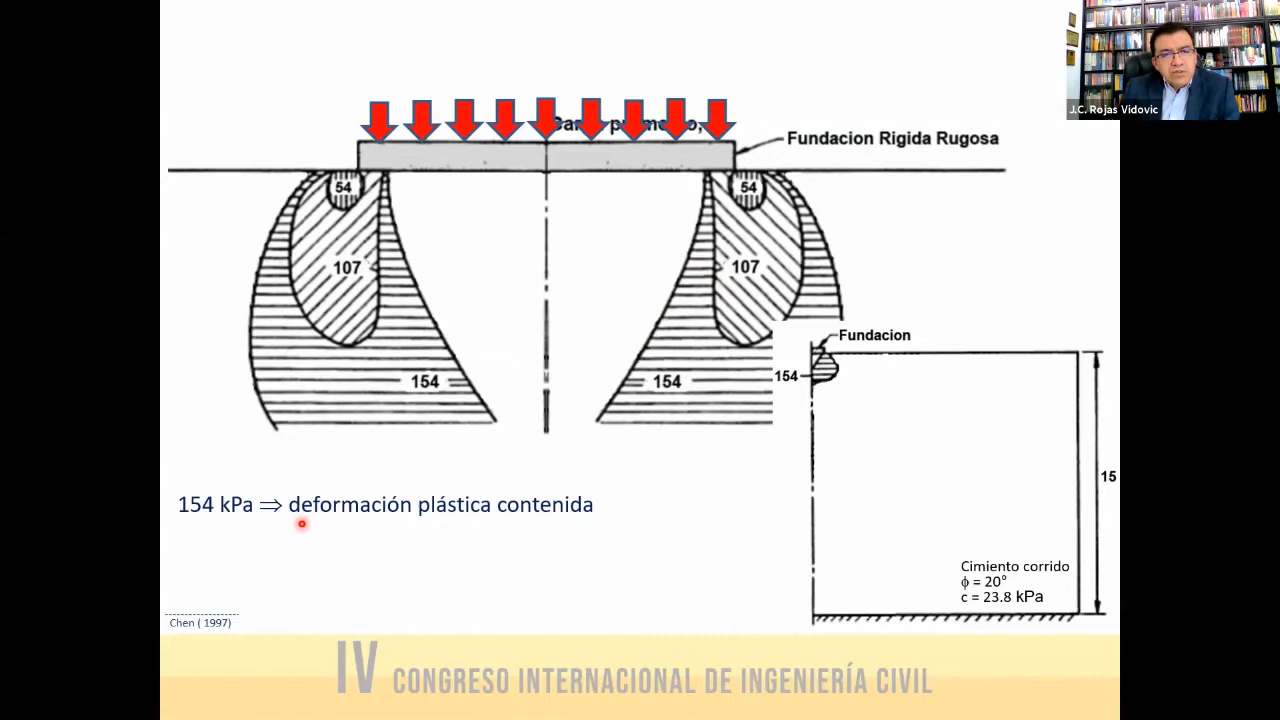 J.C. Rojas Vidovic
Fundacion Rigida Rugosa
54
54
107
107
154
154
Fundacion
154
15
154 kPa ⇒ deformación plástica contenida
Cimiento corrido
ϕ = 20°
c = 23.8 kPa
Chen ( 1997)
IV CONGRESO INTERNACIONAL DE INGENIERÍA CIVIL